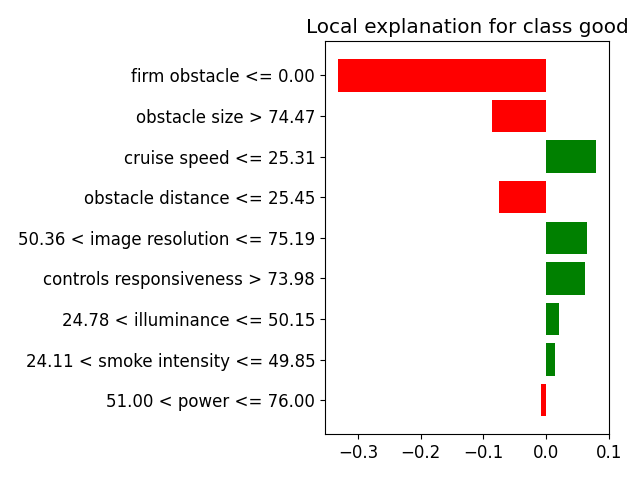 Local explanation for class good
firm obstacle <= 0.00
obstacle size > 74.47
cruise speed <= 25.31
obstacle distance <= 25.45
50.36 < image resolution <= 75.19
controls responsiveness > 73.98
24.78 < illuminance <= 50.15
24.11 < smoke intensity <= 49.85
51.00 < power <= 76.00
−0.3 −0.2 −0.1 0.0 0.1